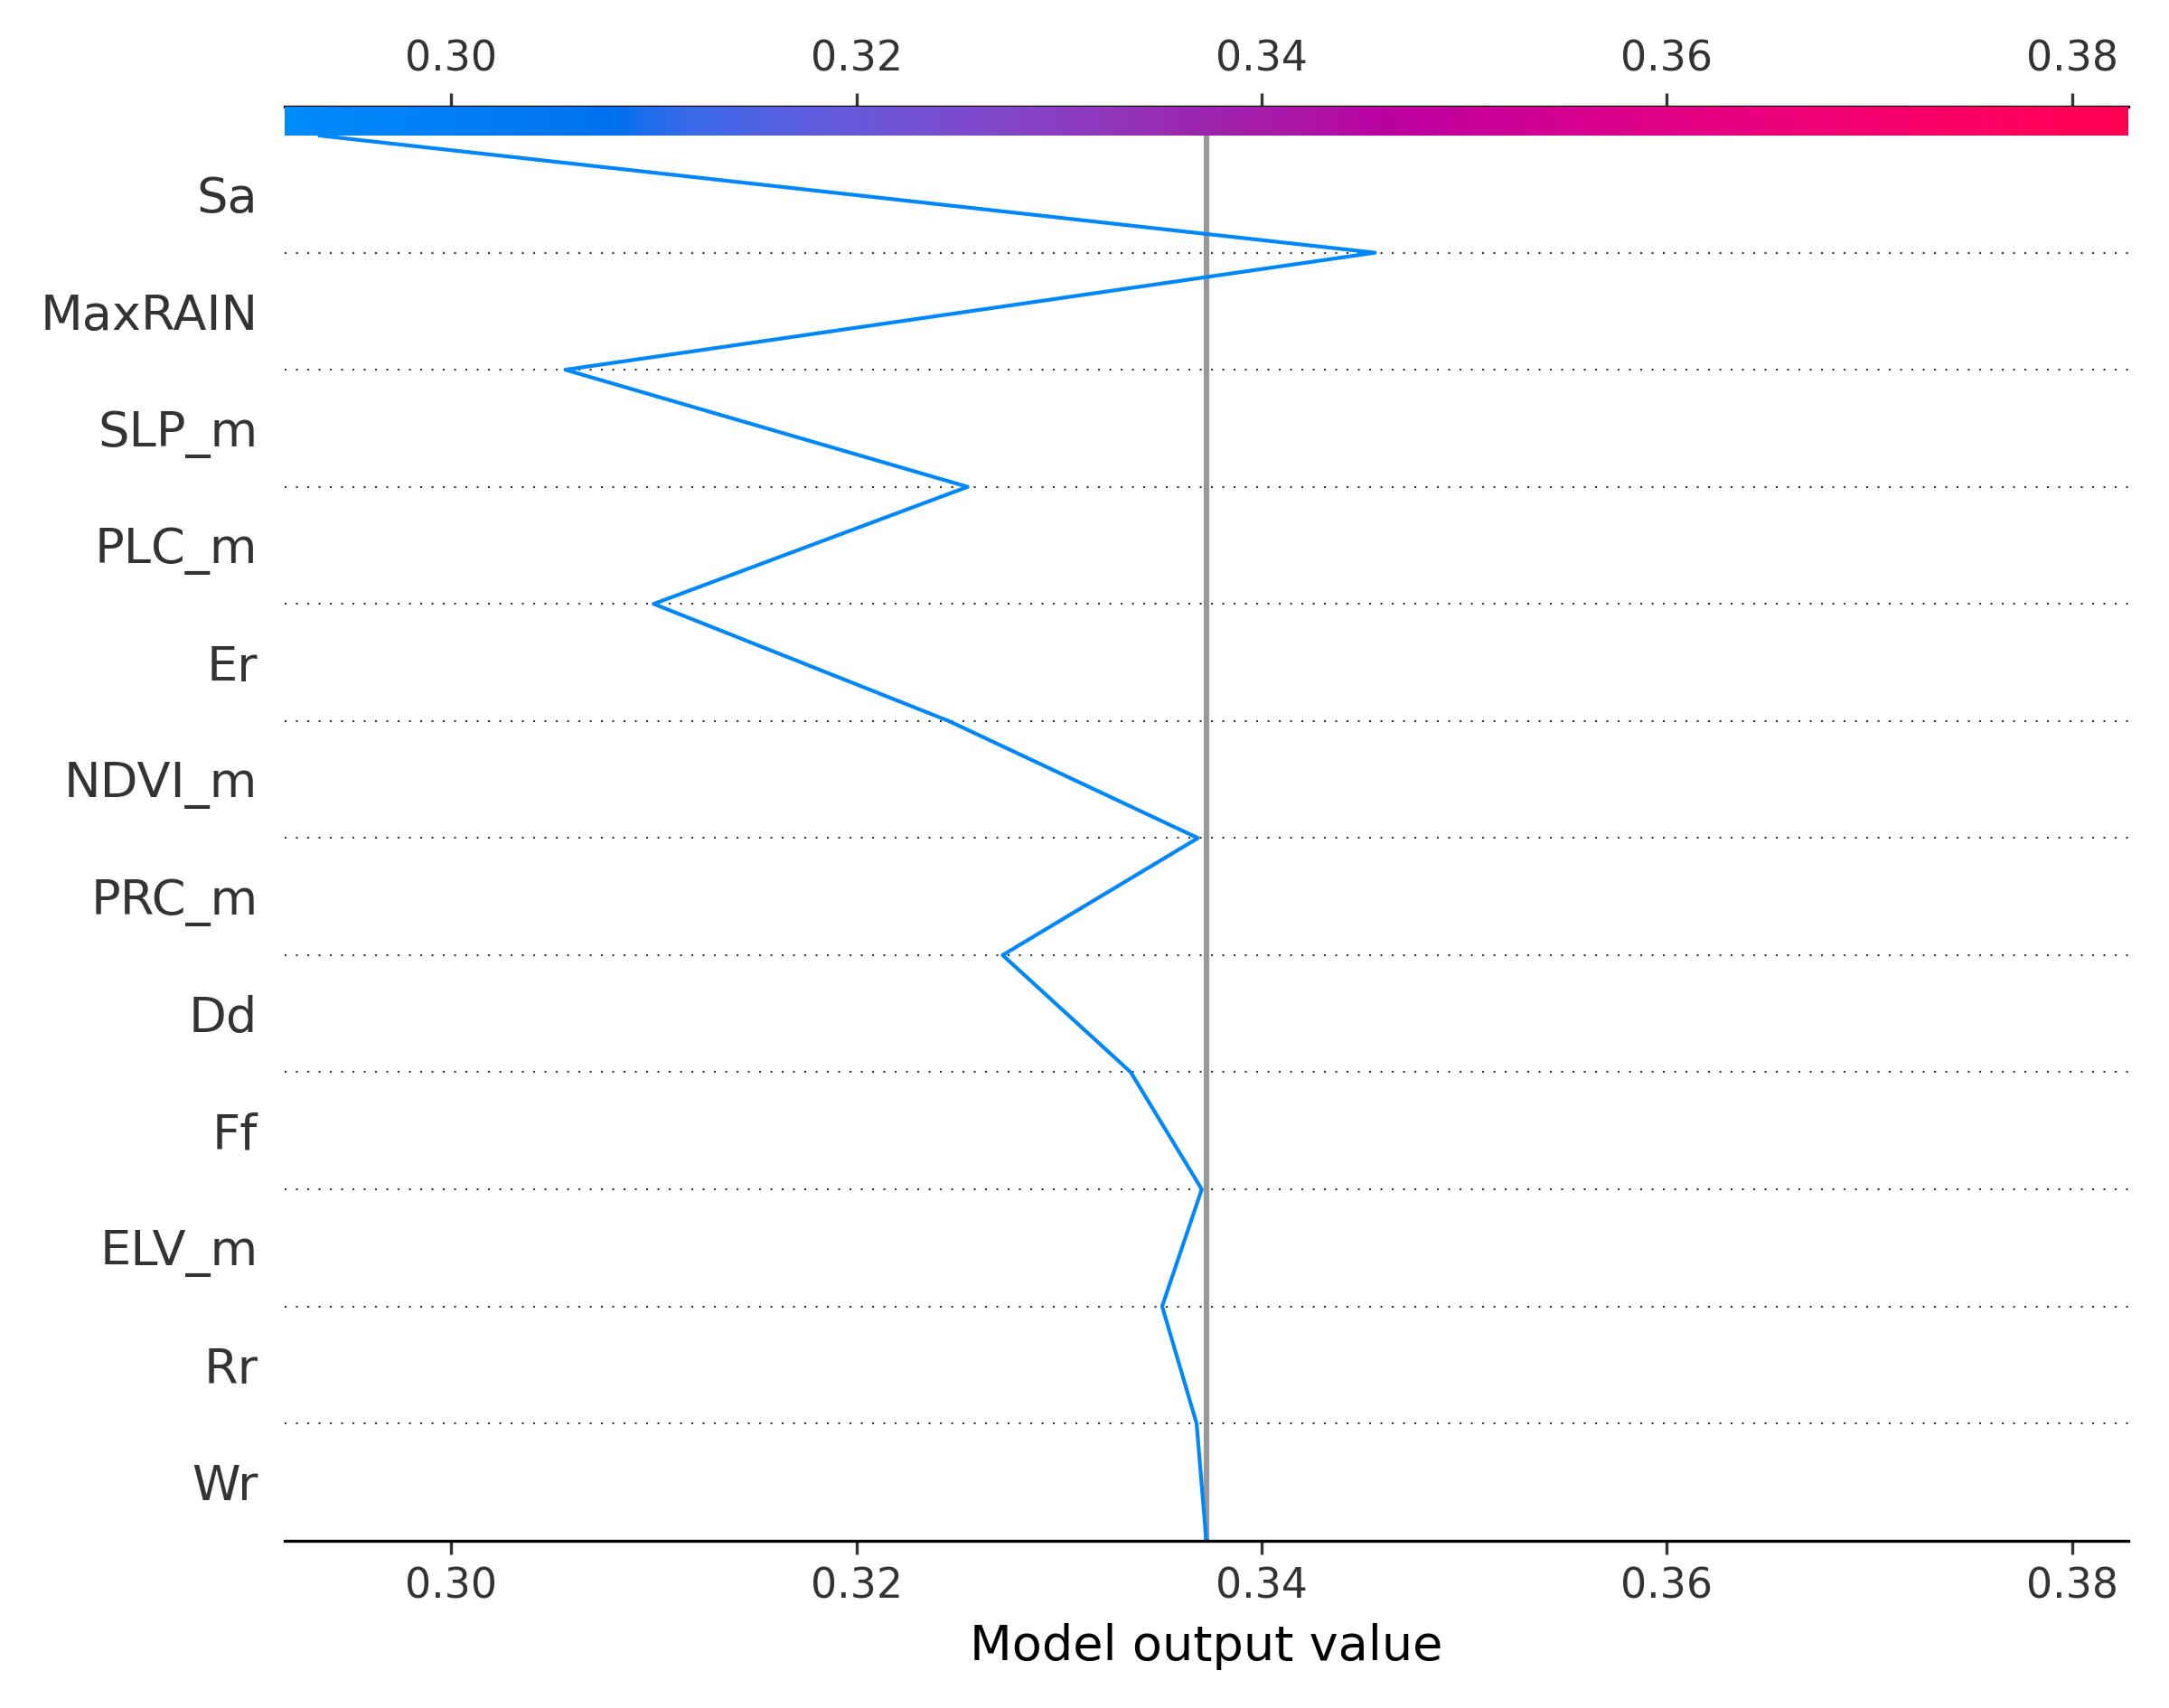 0.30 0.32 0.34 0.36 0.38
Sa
MaxRAIN
SLP_m
PLC_m
Er
NDVI_m
PRC_m
Dd
Ff
ELV_m
Rr
Wr
0.30 0.32 0.34 0.36 0.38
Model output value